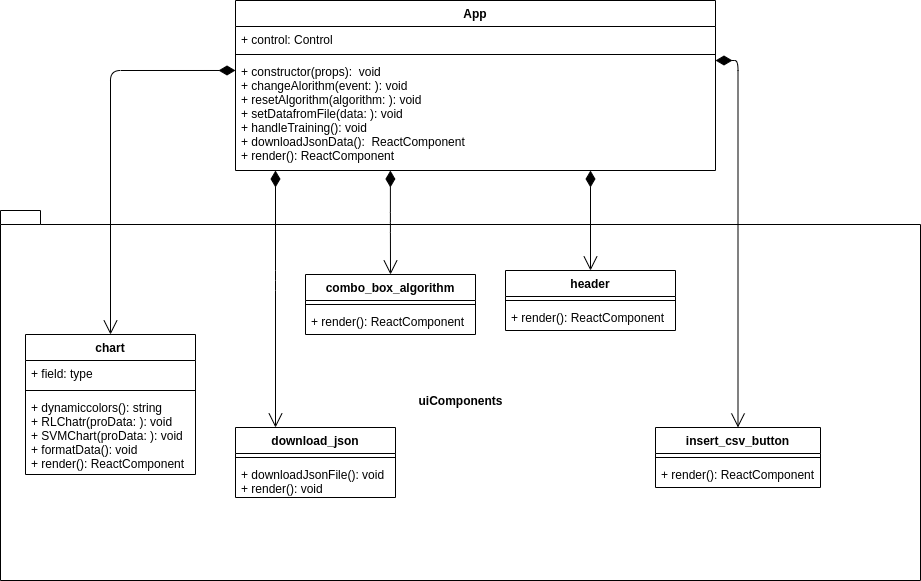 App
+ control: Control
+ constructor(props):  void
+ changeAlorithm(event: ): void
+ resetAlgorithm(algorithm: ): void
+ setDatafromFile(data: ): void
+ handleTraining(): void
+ downloadJsonData():  ReactComponent
+ render(): ReactComponent
combo_box_algorithm
+ render(): ReactComponent
header
+ render(): ReactComponent
chart
+ field: type
+ dynamiccolors(): string
+ RLChatr(proData: ): void
+ SVMChart(proData: ): void
+ formatData(): void
+ render(): ReactComponent
uiComponents
download_json
+ downloadJsonFile(): void
+ render(): void
insert_csv_button
+ render(): ReactComponent